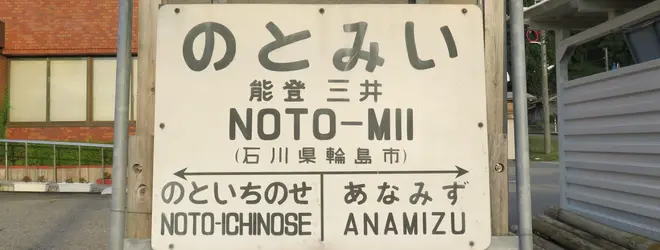 のとみい
能登 三井
NOTO-MII
(石川県輪島市)
のといちのせ
NOTO-ICHINOSE
あなみず
ANAMIZU